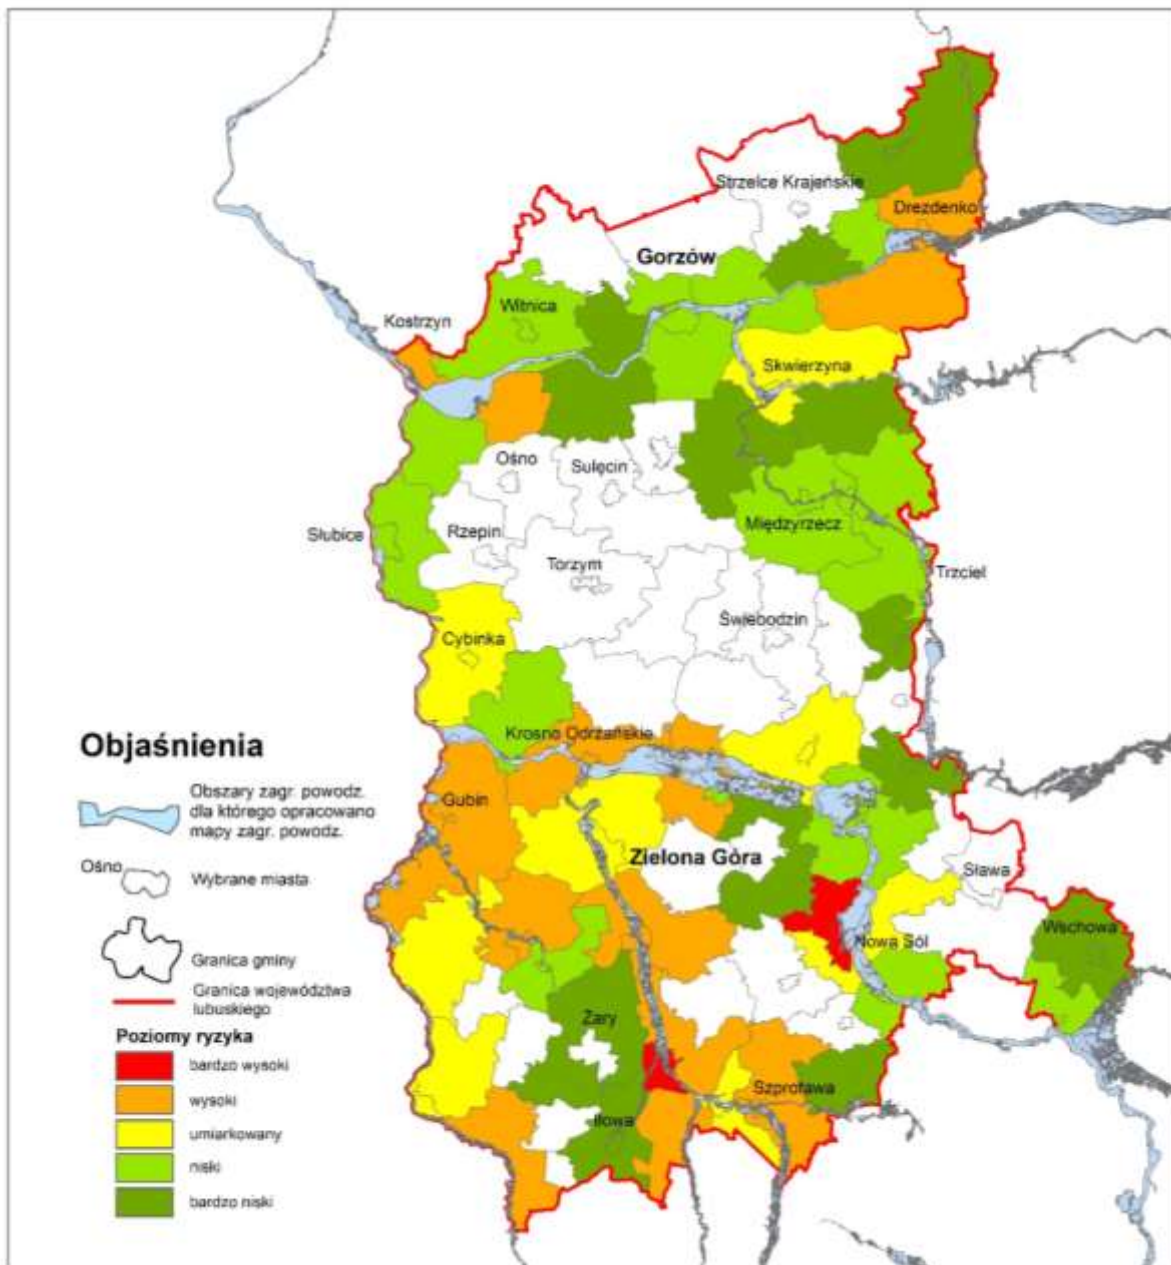 Strzelce Krajeńskie
Drezdenko
Gorzów
Witnica
Kostrzyn
Skwierzyna
Ośno
Sulęcin
Słubice
Rzepin
Międzyrzecz
Torzym
Trzciel
Świebodzin
Cybinka
Krosno Odrzańskie
Gubin
Zielona Góra
Sława
Nowa Sól
Wschowa
Żary
Szprotawa
Iłowa
Objaśnienia
Obszary zagr. powodz.
dla którego opracowano
mapy zagr. powodz.
Ośno
Wybrane miasta
Granica gminy
Granica województwa
lubuskiego
Poziomy ryzyka
bardzo wysoki
wysoki
umiarkowany
niski
bardzo niski